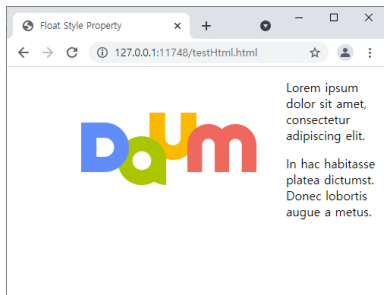 Float Style Property
127.0.0.1:11748/testHtml.html
Daum
Lorem ipsum
dolor sit amet,
consectetur
adipiscing elit.
In hac habitasse
platea dictumst.
Donec lobortis
augue a metus.